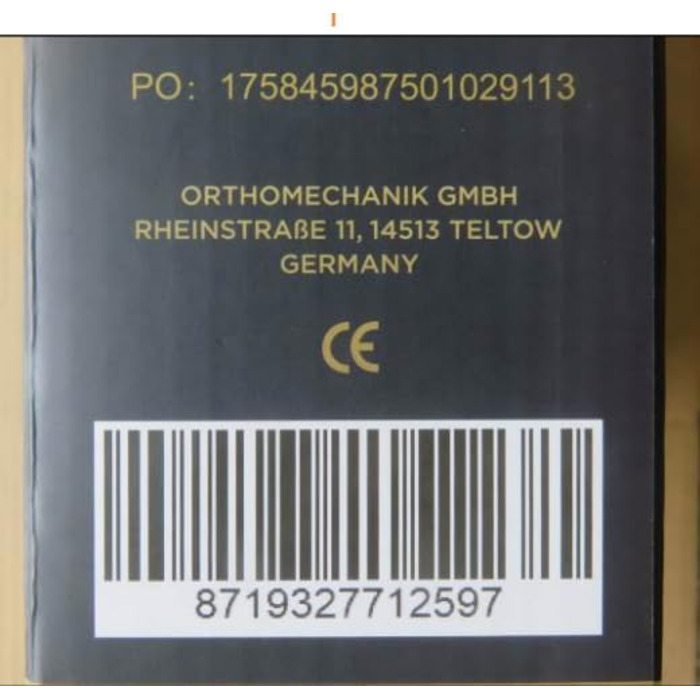 PO: 175845987501029113
ORTHOMECHANIK GMBH
RHEINSTRAßE 11, 14513 TELTOW
GERMANY
CE
8719327712597